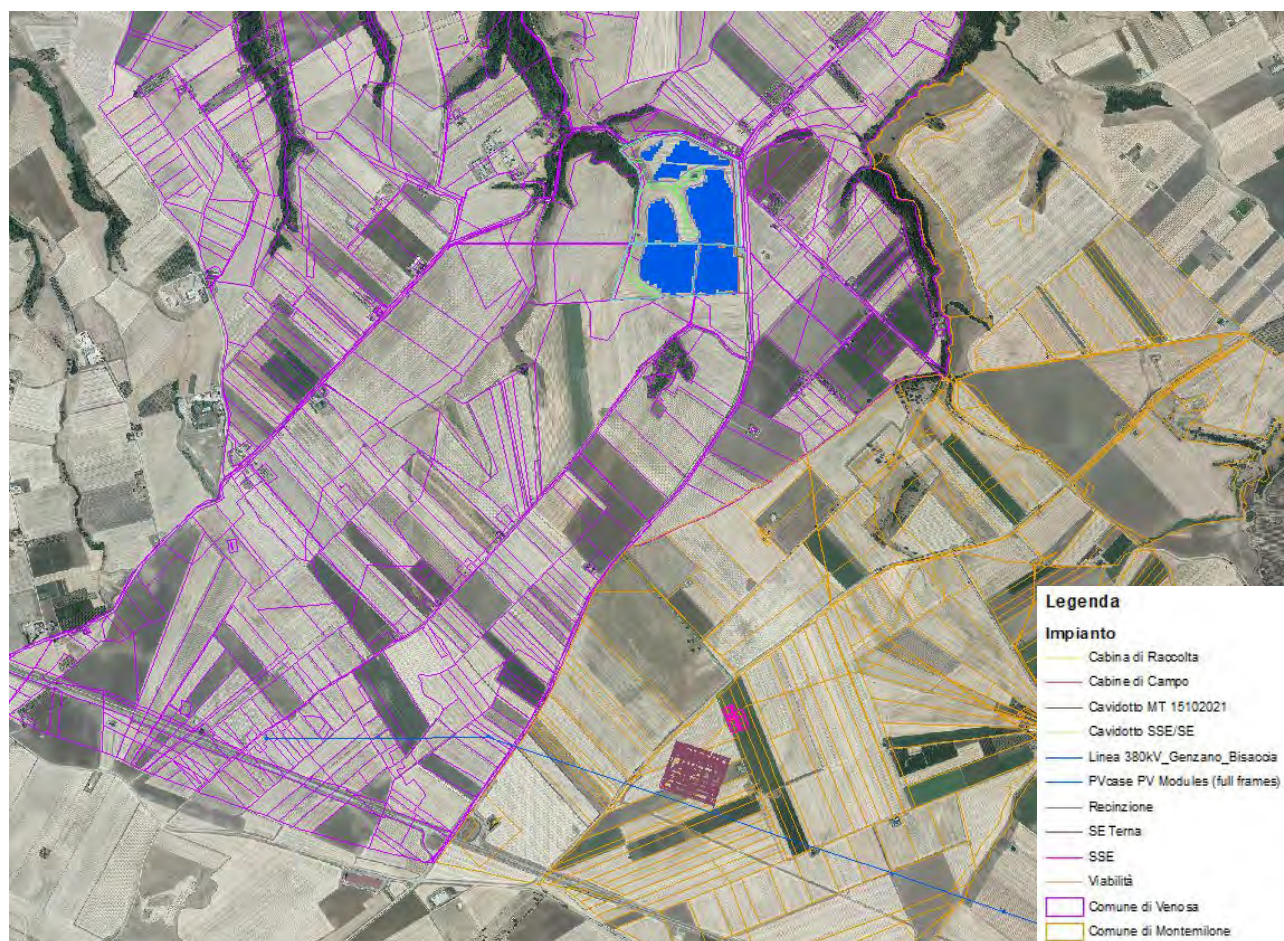 Legenda
Impianto
Cabina di Raccolta
Cabine di Campo
Cavidotto MT 15102021
Cavidotto SSE/SE
Linea 380kV_Genzano_Bisaccia
PVcase PV Modules (full frames)
Recinzione
SE Terna
SSE
Viabilità
Comune di Venosa
Comune di Montemilone